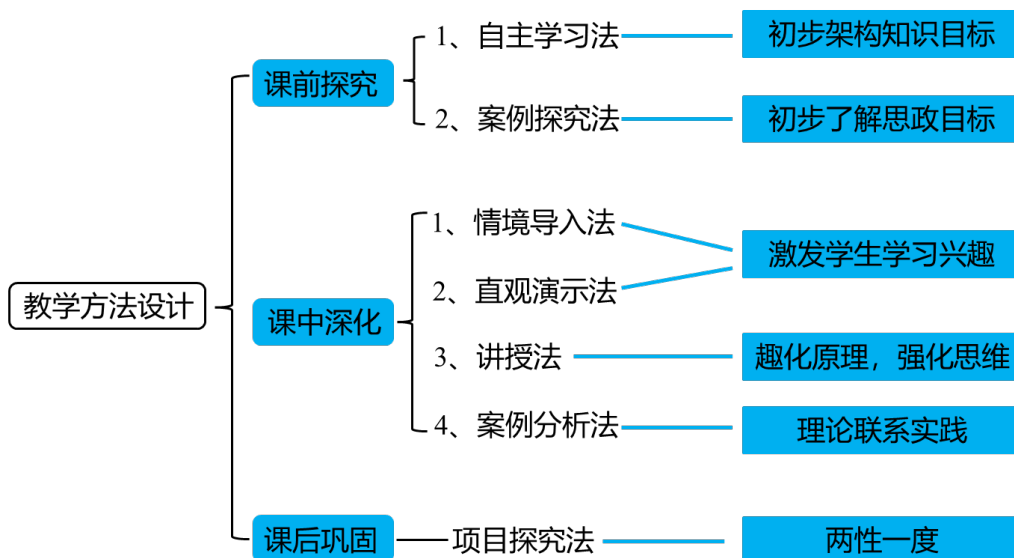 教学方法设计
课前探究
1、自主学习法
初步架构知识目标
2、案例探究法
初步了解思政目标
课中深化
1、情境导入法
2、直观演示法
激发学生学习兴趣
3、讲授法
趣化原理，强化思维
4、案例分析法
理论联系实践
课后巩固
项目探究法
两性一度